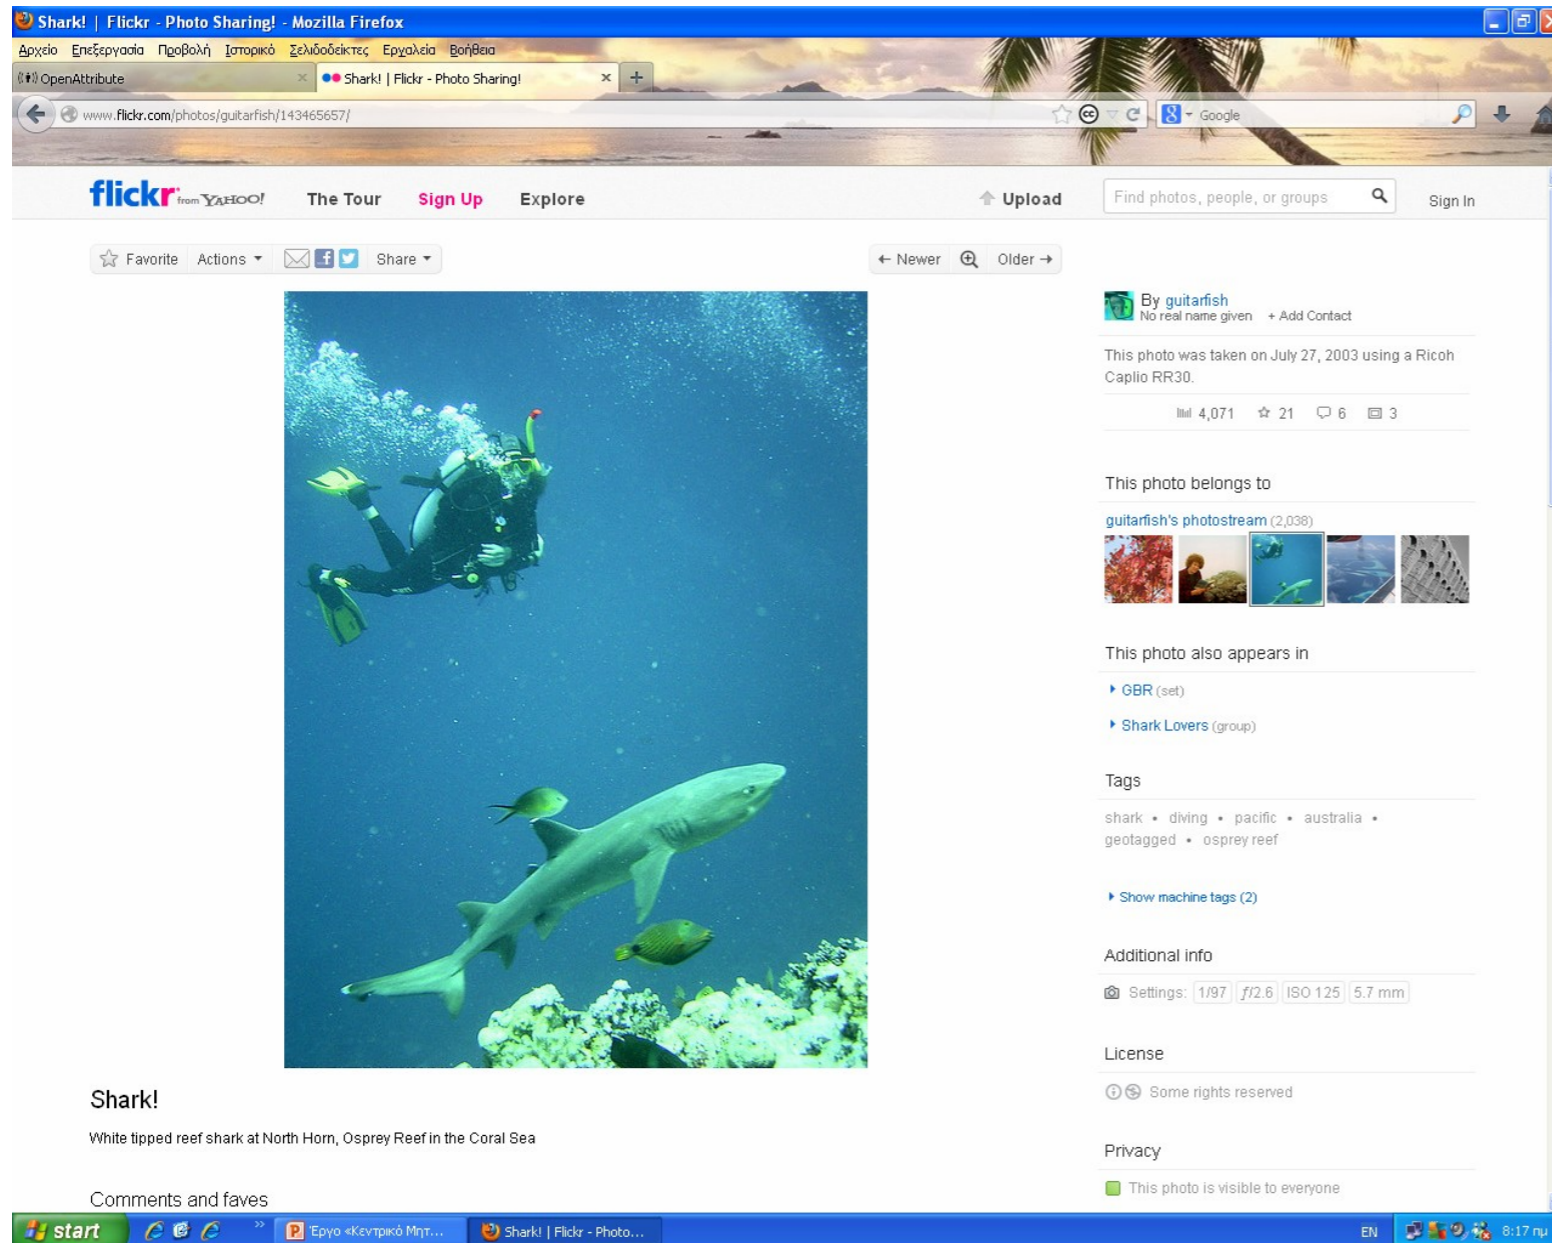 Shark! | Flickr - Photo Sharing! - Mozilla Firefox
Αρχείο Επεξεργασία Προβολή Ιστορικό Σελιδοδείκτες Εργαλεία Βοήθεια
OpenAttribute
Shark! | Flickr - Photo Sharing!
www.flickr.com/photos/guitarfish/143465657/
Google
flickr from YAHOO! The Tour Sign Up Explore Upload Find photos, people, or groups Sign In
Favorite Actions Share ← Newer Older →
By guitarfish
No real name given + Add Contact
This photo was taken on July 27, 2003 using a Ricoh
Caplio RR30.
4,071 21 6 3
This photo belongs to
guitarfish's photostream (2,038)
This photo also appears in
GBR (set)
Shark Lovers (group)
Tags
shark • diving • pacific • australia •
geotagged • osprey reef
Show machine tags (2)
Additional info
Settings: 1/97 ƒ/2.6 ISO 125 5.7 mm
License
Some rights reserved
Privacy
This photo is visible to everyone
Shark!
White tipped reef shark at North Horn, Osprey Reef in the Coral Sea
Comments and faves
start
Έργο «Κεντρικό Μητ...
Shark! | Flickr - Photo...
EN
8:17 πμ